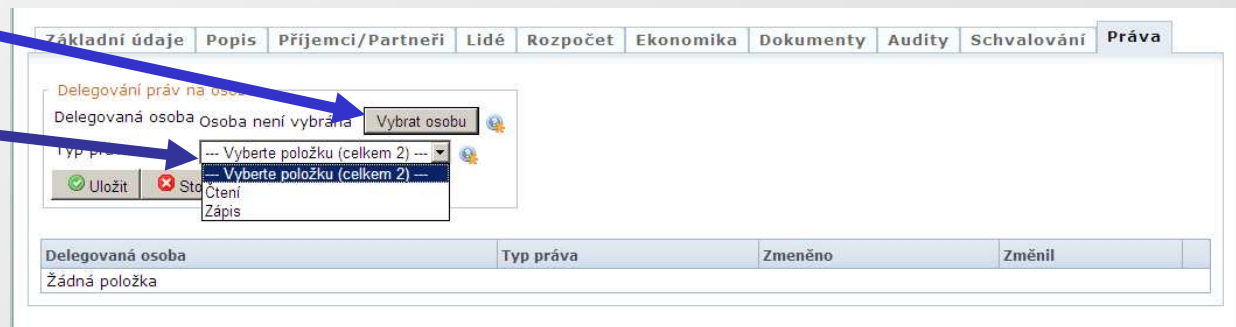 Základní údaje Popis Příjemci/Partneři Lidé Rozpočet Ekonomika Dokumenty Audity Schvalování Práva
Delegování práv na
Delegovaná osoba Osoba není vybrána Vybrat osobu
Typ --- Vyberte položku (celkem 2) ---
--- Vyberte položku (celkem 2) ---
Uložit
Čtení
Zápis
Delegovaná osoba Typ práva Zmeněno Změnil
Žádná položka